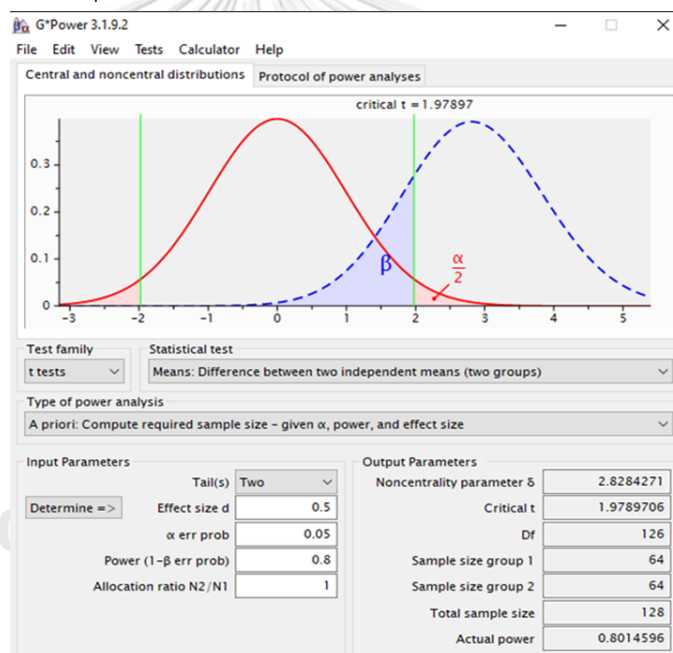 G*Power 3.1.9.2
File Edit View Tests Calculator Help
Central and noncentral distributions Protocol of power analyses
critical t = 1.97897
0.3
0.2
0.1
0
β
α
2
-3 -2 -1 0 1 2 3 4 5
Test family Statistical test
t tests Means: Difference between two independent means (two groups)
Type of power analysis
A priori: Compute required sample size – given α, power, and effect size
Input Parameters Output Parameters
Tail(s) Two Noncentrality parameter δ 2.8284271
Determine => Effect size d 0.5 Critical t 1.9789706
α err prob 0.05 Df 126
Power (1-β err prob) 0.8 Sample size group 1 64
Allocation ratio N2/N1 1 Sample size group 2 64
Total sample size 128
Actual power 0.8014596